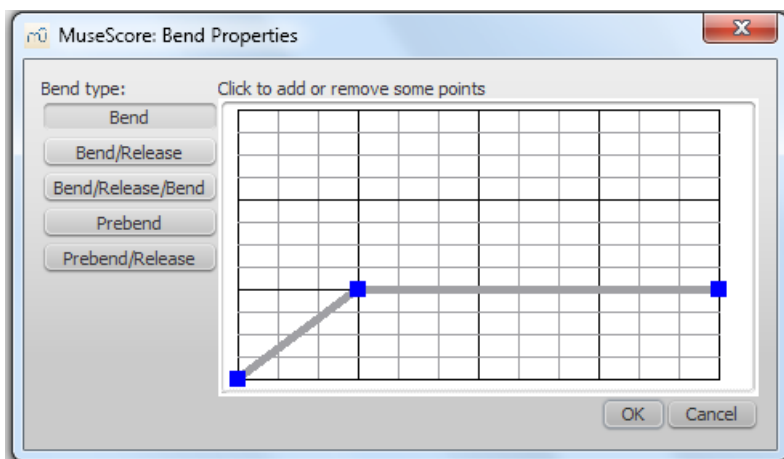 MuseScore: Bend Properties
Bend type:
Click to add or remove some points
Bend
Bend/Release
Bend/Release/Bend
Prebend
Prebend/Release
OK
Cancel